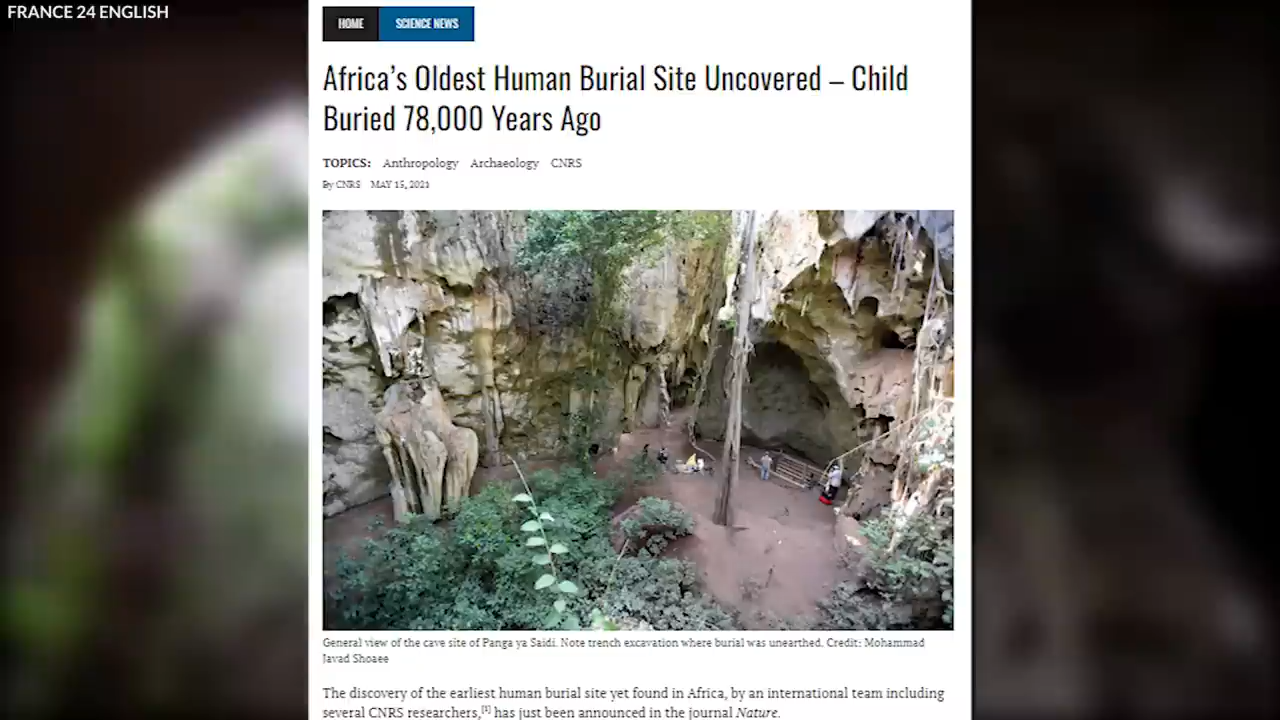 FRANCE 24 ENGLISH
HOME SCIENCE NEWS
Africa’s Oldest Human Burial Site Uncovered – Child
Buried 78,000 Years Ago
TOPICS: Anthropology Archaeology CNRS
By CNRS MAY 15, 2021
General view of the cave site of Panga ya Saidi. Note trench excavation where burial was unearthed. Credit: Mohammad
Javad Shoaee
The discovery of the earliest human burial site yet found in Africa, by an international team including
several CNRS researchers,[1] has just been announced in the journal Nature.